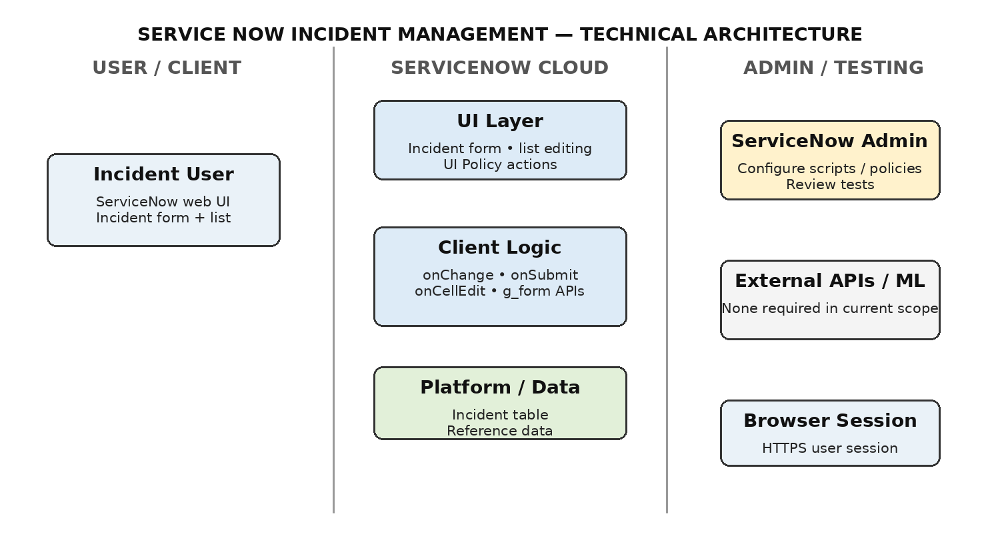 SERVICE NOW INCIDENT MANAGEMENT — TECHNICAL ARCHITECTURE
USER / CLIENT
Incident User
ServiceNow web UI
Incident form + list
SERVICENOW CLOUD
UI Layer
Incident form • list editing
UI Policy actions
Client Logic
onChange • onSubmit
onCellEdit • g_form APIs
Platform / Data
Incident table
Reference data
ADMIN / TESTING
ServiceNow Admin
Configure scripts / policies
Review tests
External APIs / ML
None required in current scope
Browser Session
HTTPS user session